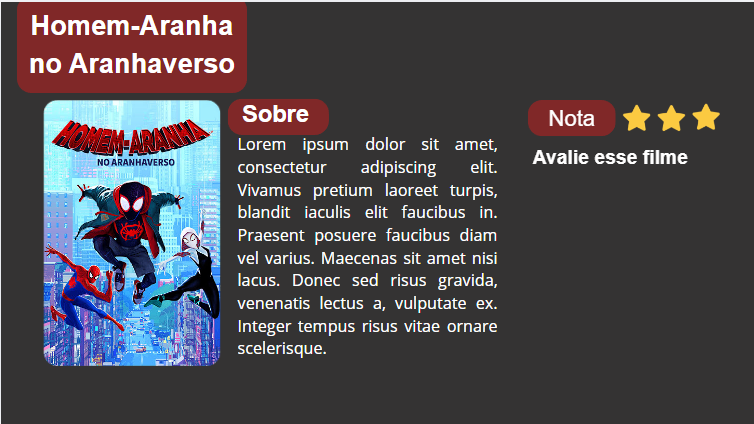 Homem-Aranha
no Aranhaverso
HOMEM-ARANHA
NO ARANHAVERSO
Sobre
Lorem ipsum dolor sit amet,
consectetur adipiscing elit.
Vivamus pretium laoreet turpis,
blandit iaculis elit faucibus in.
Praesent posuere faucibus diam
vel varius. Maecenas sit amet nisi
lacus. Donec sed risus gravida,
venenatis lectus a, vulputate ex.
Integer tempus risus vitae ornare
scelerisque.
Nota
Avalie esse filme